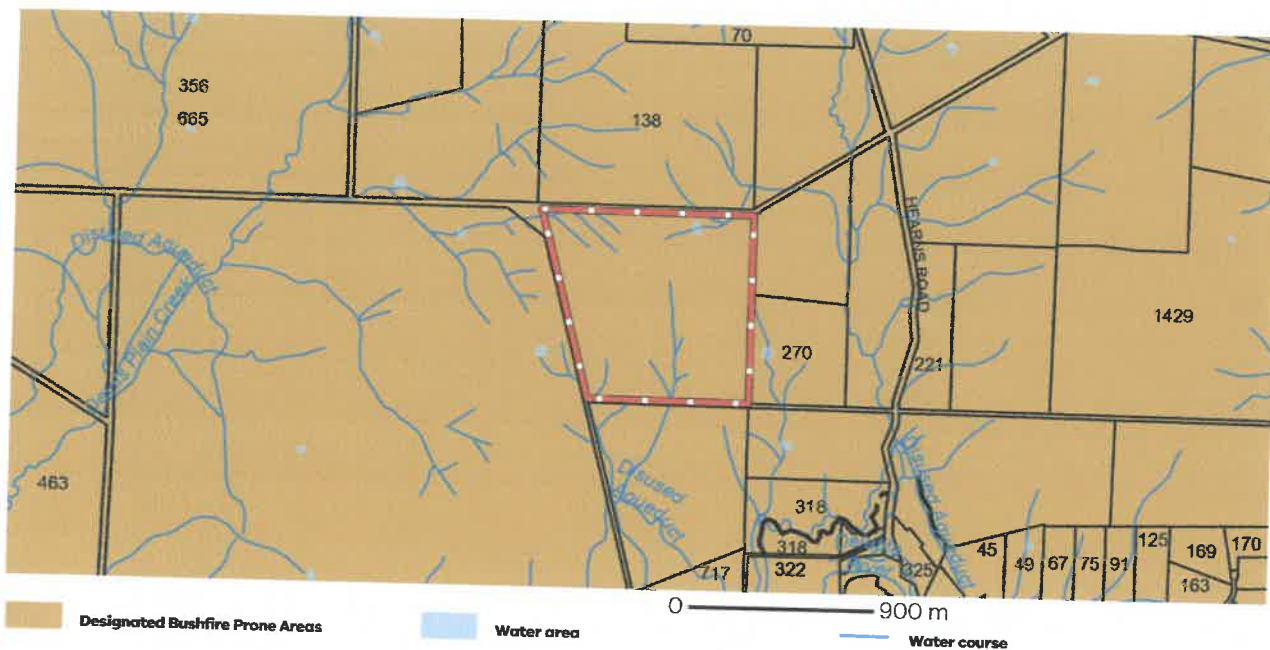 70
356
665
138
HEARNS ROAD
Disused Aqueduct
Plain Creek
1429
270
221
463
Disused
Aqueduct
318
318
Disused Aqueduct
717
322
325
45
49
67
75
91
125
169
170
163
0 900 m
Designated Bushfire Prone Areas
Water area
Water course